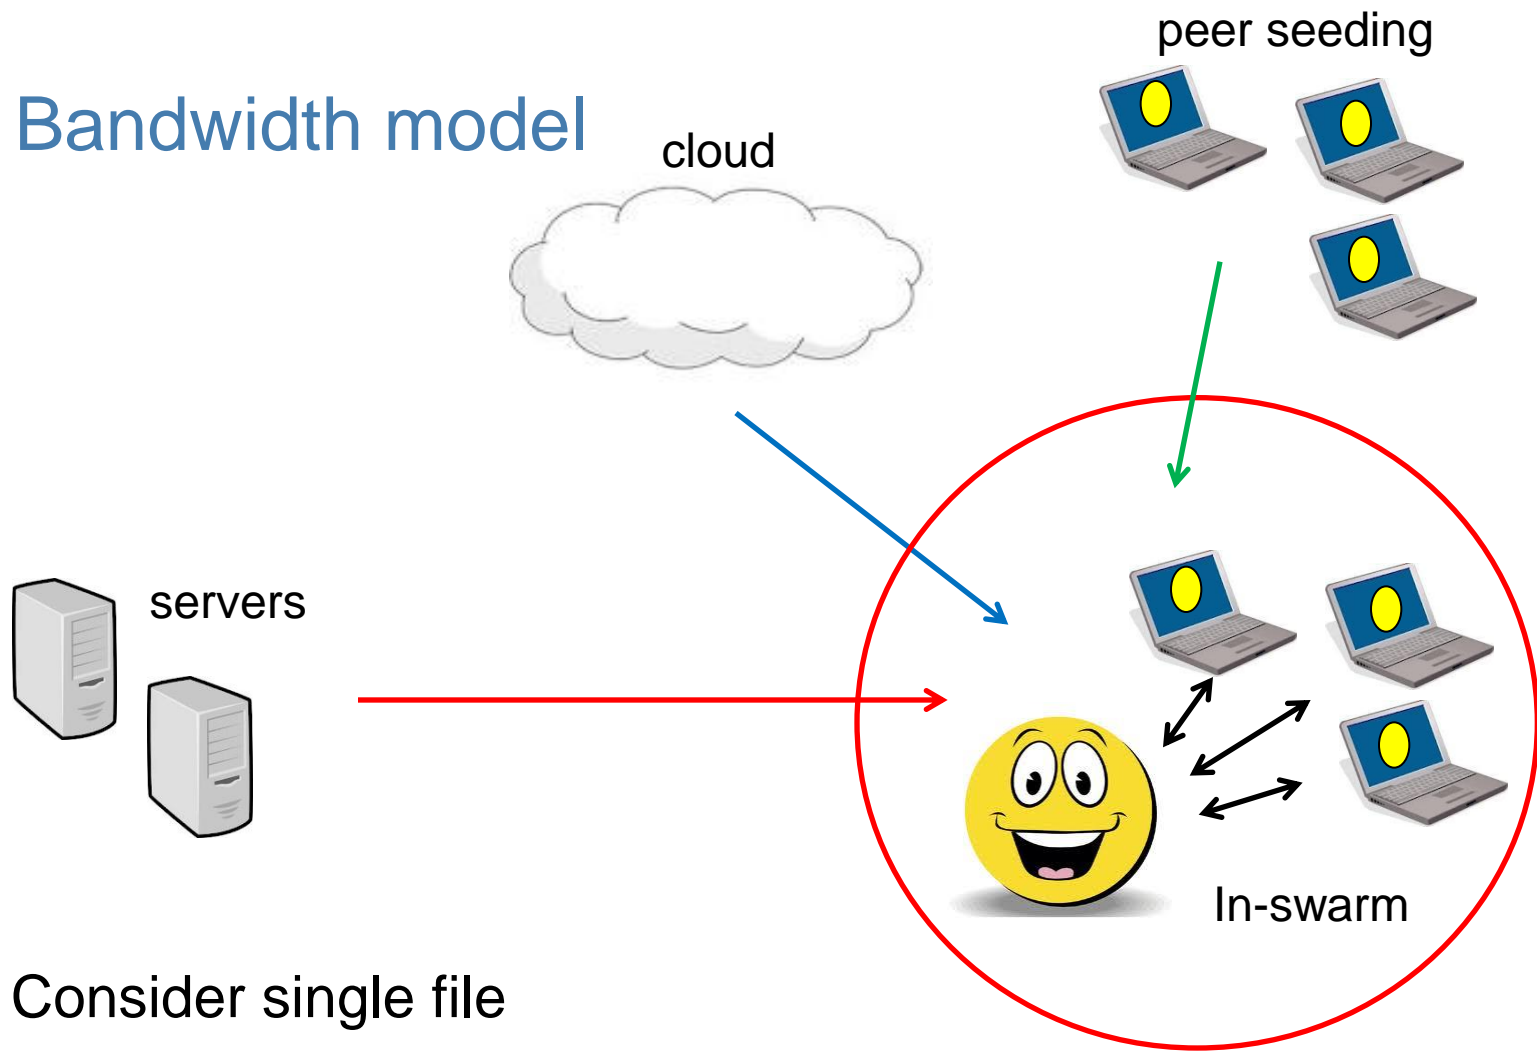 peer seeding
Bandwidth model
cloud
servers
In-swarm
Consider single file